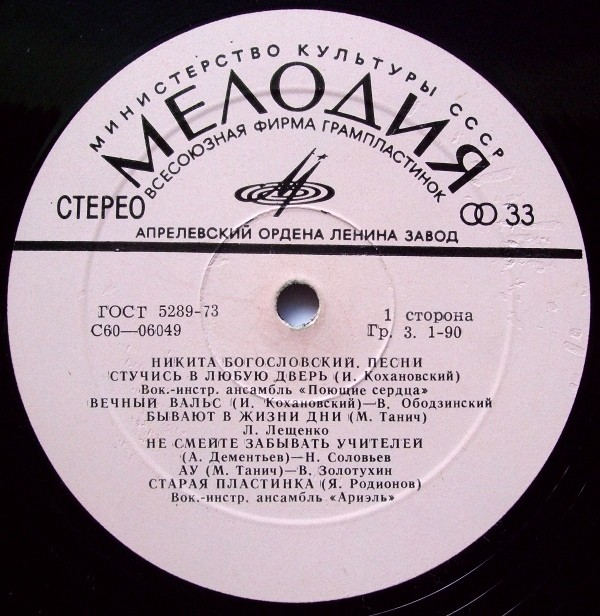 МИНИСТЕРСТВО КУЛЬТУРЫ СССР
МЕЛОДИЯ
ВСЕСОЮЗНАЯ ФИРМА ГРАМПЛАСТИНОК
СТЕРЕО
33
АПРЕЛЕВСКИЙ ОРДЕНА ЛЕНИНА ЗАВОД
ГОСТ 5289-73
1 сторона
С60—06049
Гр. 3. 1-90
НИКИТА БОГОСЛОВСКИЙ. ПЕСНИ
СТУЧИСЬ В ЛЮБУЮ ДВЕРЬ (И. Кохановский)
Вок.-инстр. ансамбль «Поющие сердца»
ВЕЧНЫЙ ВАЛЬС (И. Кохановский)—В. Ободзинский
БЫВАЮТ В ЖИЗНИ ДНИ (М. Танич)
Л. Лещенко
НЕ СМЕЙТЕ ЗАБЫВАТЬ УЧИТЕЛЕЙ
(А. Дементьев)—Н. Соловьев
АУ (М. Танич)—В. Золотухин
СТАРАЯ ПЛАСТИНКА (Я. Родионов)
Вок.-инстр. ансамбль «Ариэль»